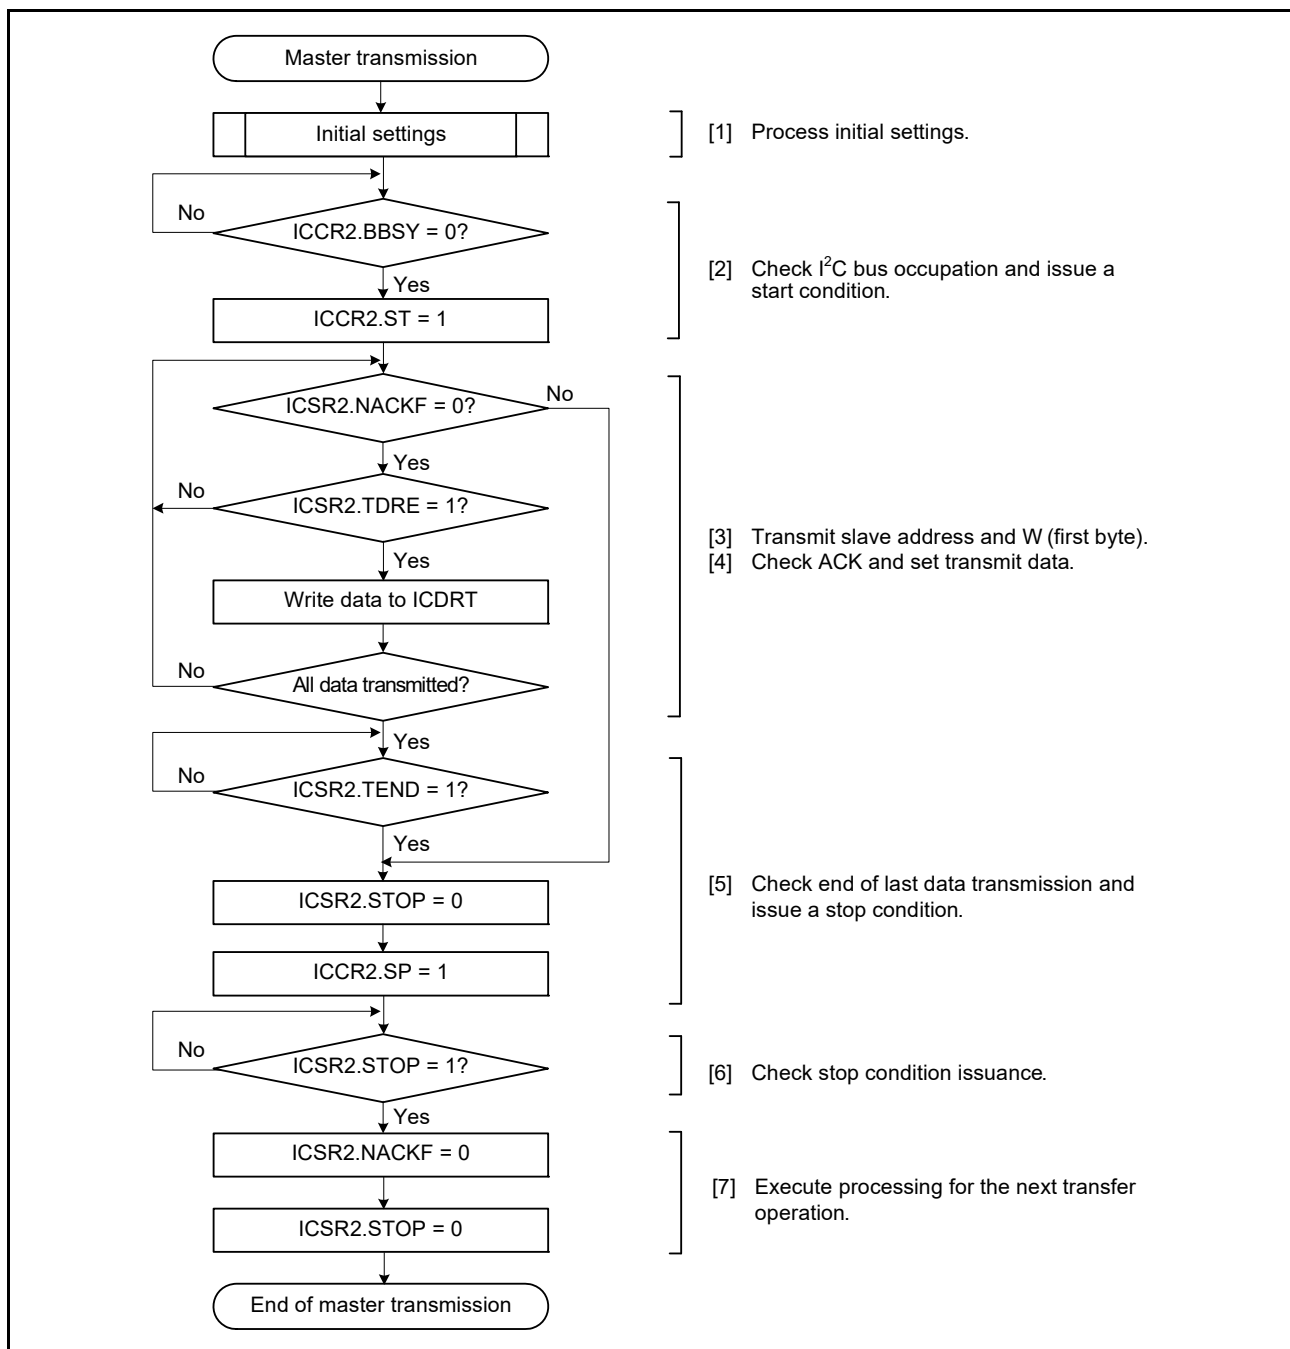 Master transmission
Initial settings
[1] Process initial settings.
No
ICCR2.BBSY = 0?
Yes
[2] Check I²C bus occupation and issue a
start condition.
ICCR2.ST = 1
ICSR2.NACKF = 0?
No
Yes
No
ICSR2.TDRE = 1?
Yes
[3] Transmit slave address and W (first byte).
[4] Check ACK and set transmit data.
Write data to ICDRT
No
All data transmitted?
Yes
No
ICSR2.TEND = 1?
Yes
ICSR2.STOP = 0
[5] Check end of last data transmission and
issue a stop condition.
ICCR2.SP = 1
No
ICSR2.STOP = 1?
[6] Check stop condition issuance.
Yes
ICSR2.NACKF = 0
[7] Execute processing for the next transfer
operation.
ICSR2.STOP = 0
End of master transmission